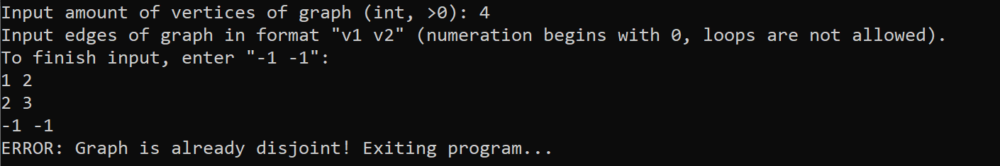 Input amount of vertices of graph (int, >0): 4
Input edges of graph in format "v1 v2" (numeration begins with 0, loops are not allowed).
To finish input, enter "-1 -1":
1 2
2 3
-1 -1
ERROR: Graph is already disjoint! Exiting program...